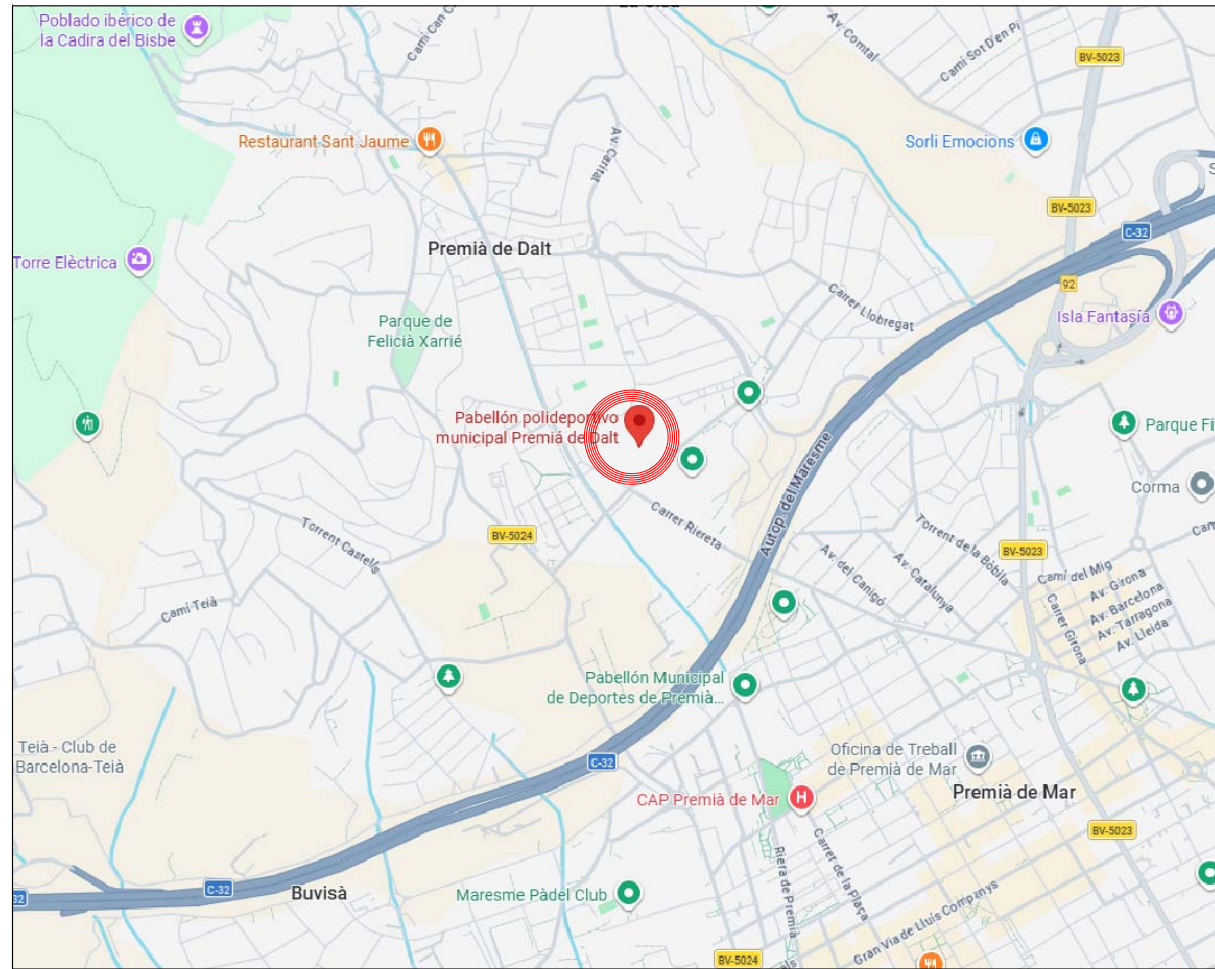 Poblado ibérico de
la Cadira del Bisbe
Av. Comtal
Camí Sot D'en Pi
BV-5023
Restaurant Sant Jaume
Av. Caritat
Sorli Emocions
BV-5023
C-32
Premià de Dalt
Torre Elèctrica
92
Carrer Llobregat
Isla Fantasía
Parque de
Felicià Xarrié
Pabellón polideportivo
municipal Premiá de Dalt
Parque Fi
Autop. del Maresme
Corma
Carrer Riereta
Torrent Castells
BV-5024
Torrent de la Bòbila
BV-5023
Av. del Canigó
Av. Catalunya
Camí del Mig
Av. Girona
Av. Barcelona
Av. Tarragona
Av. Lleida
Carrer Girona
Camí Teià
Pabellón Municipal
de Deportes de Premià...
Teià - Club de
Barcelona-Teià
C-32
Oficina de Treball
de Premià de Mar
CAP Premià de Mar
H
Premià de Mar
BV-5023
C-32
32
Buvisà
Maresme Pàdel Club
Riera de Premià
Carrer de la Plaça
Gran Via de Lluís Companys
BV-5024